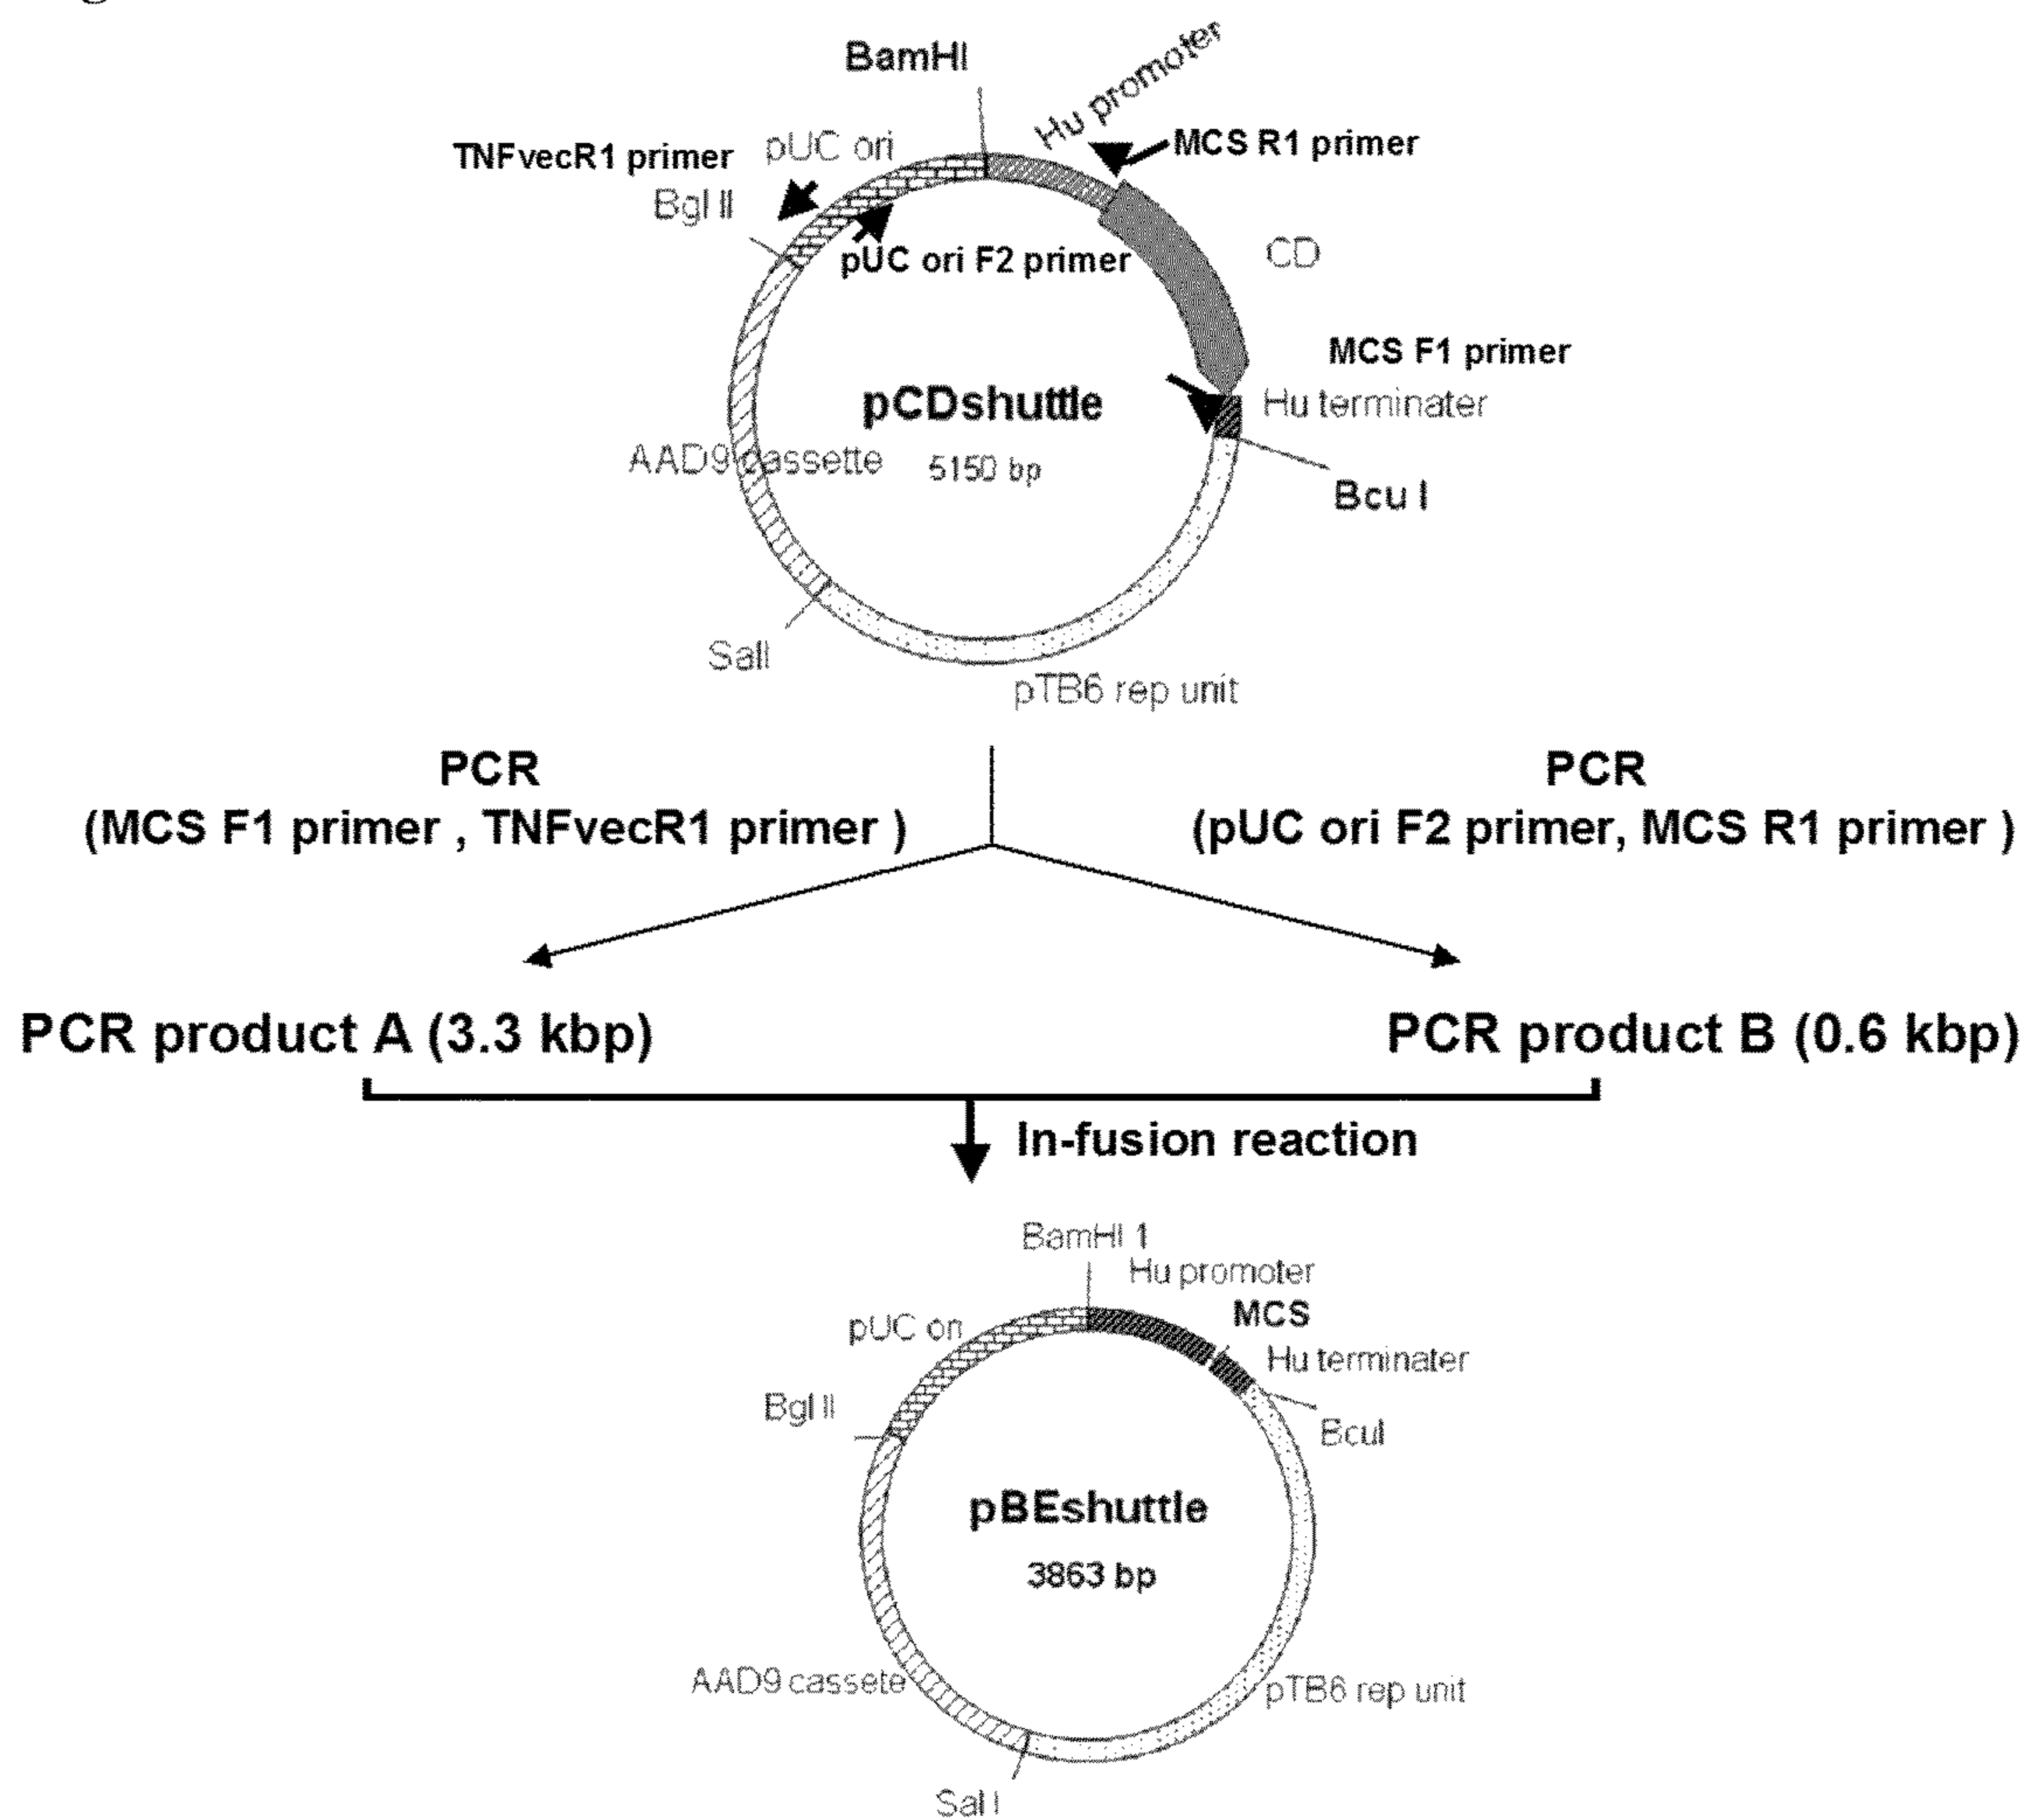 BamHI
Hu promoter
TNFvecR1 primer
pUC ori
MCS R1 primer
Bgl II
pUC ori F2 primer
CD
MCS F1 primer
pCDshuttle
Hu terminater
AAD9 cassette
5150 bp
Bcu I
SalI
pTB6 rep unit
PCR
(MCS F1 primer , TNFvecR1 primer )
PCR
(pUC ori F2 primer, MCS R1 primer )
PCR product A (3.3 kbp)
PCR product B (0.6 kbp)
In-fusion reaction
BamHI 1
Hu promoter
MCS
pUC ori
Hu terminater
Bgl II
BcuI
pBEshuttle
3863 bp
AAD9 cassete
pTB6 rep unit
Sal I